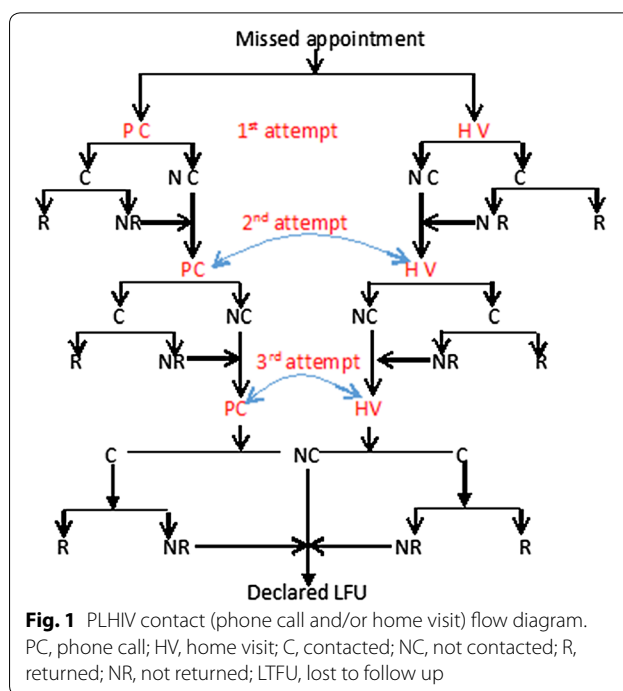 Missed appointment
P C 1st attempt H V
C N C N C C
R NR N R R
2nd attempt
PC H V
C NC NC C
R NR NR R
3rd attempt
PC HV
C NC C
R NR NR R
Declared LFU
Fig. 1 PLHIV contact (phone call and/or home visit) flow diagram.
PC, phone call; HV, home visit; C, contacted; NC, not contacted; R,
returned; NR, not returned; LTFU, lost to follow up